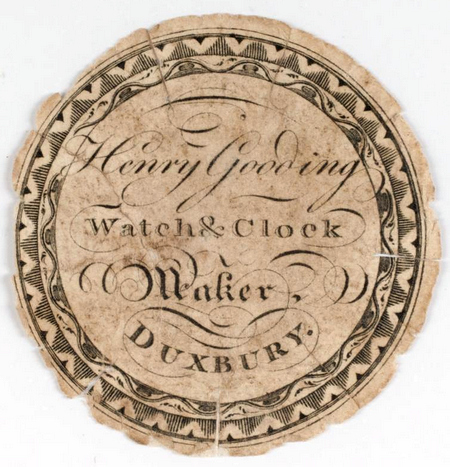 Henry Gooding
Watch & Clock
Maker,
DUXBURY.